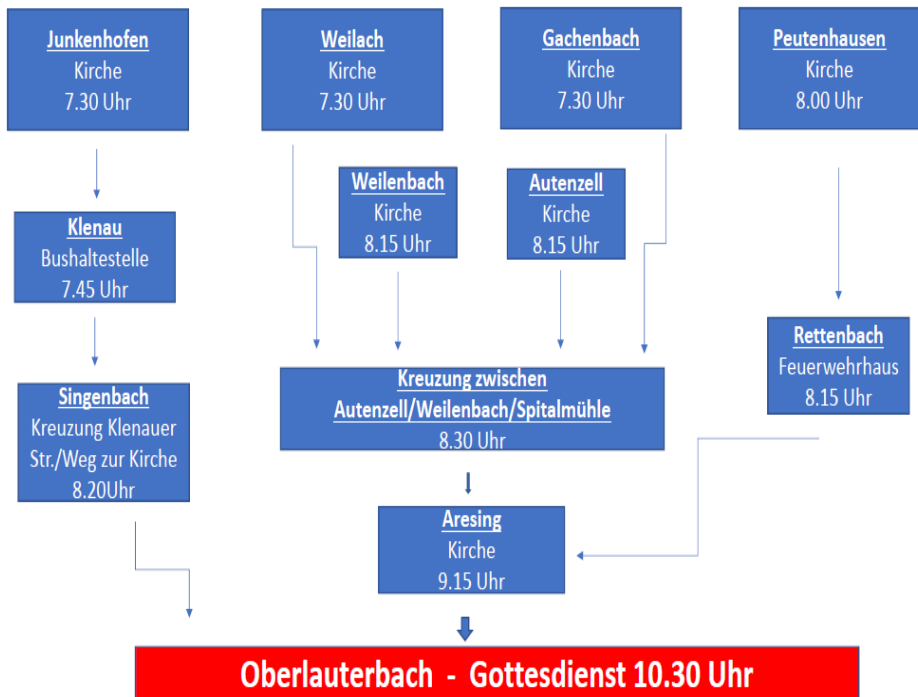 Junkenhofen
Kirche
7.30 Uhr
Weilach
Kirche
7.30 Uhr
Gachenbach
Kirche
7.30 Uhr
Peutenhausen
Kirche
8.00 Uhr
Weilenbach
Kirche
8.15 Uhr
Autenzell
Kirche
8.15 Uhr
Klenau
Bushaltestelle
7.45 Uhr
Rettenbach
Feuerwehrhaus
8.15 Uhr
Kreuzung zwischen
Autenzell/Weilenbach/Spitalmühle
8.30 Uhr
Singenbach
Kreuzung Klenauer
Str./Weg zur Kirche
8.20Uhr
Aresing
Kirche
9.15 Uhr
Oberlauterbach - Gottesdienst 10.30 Uhr